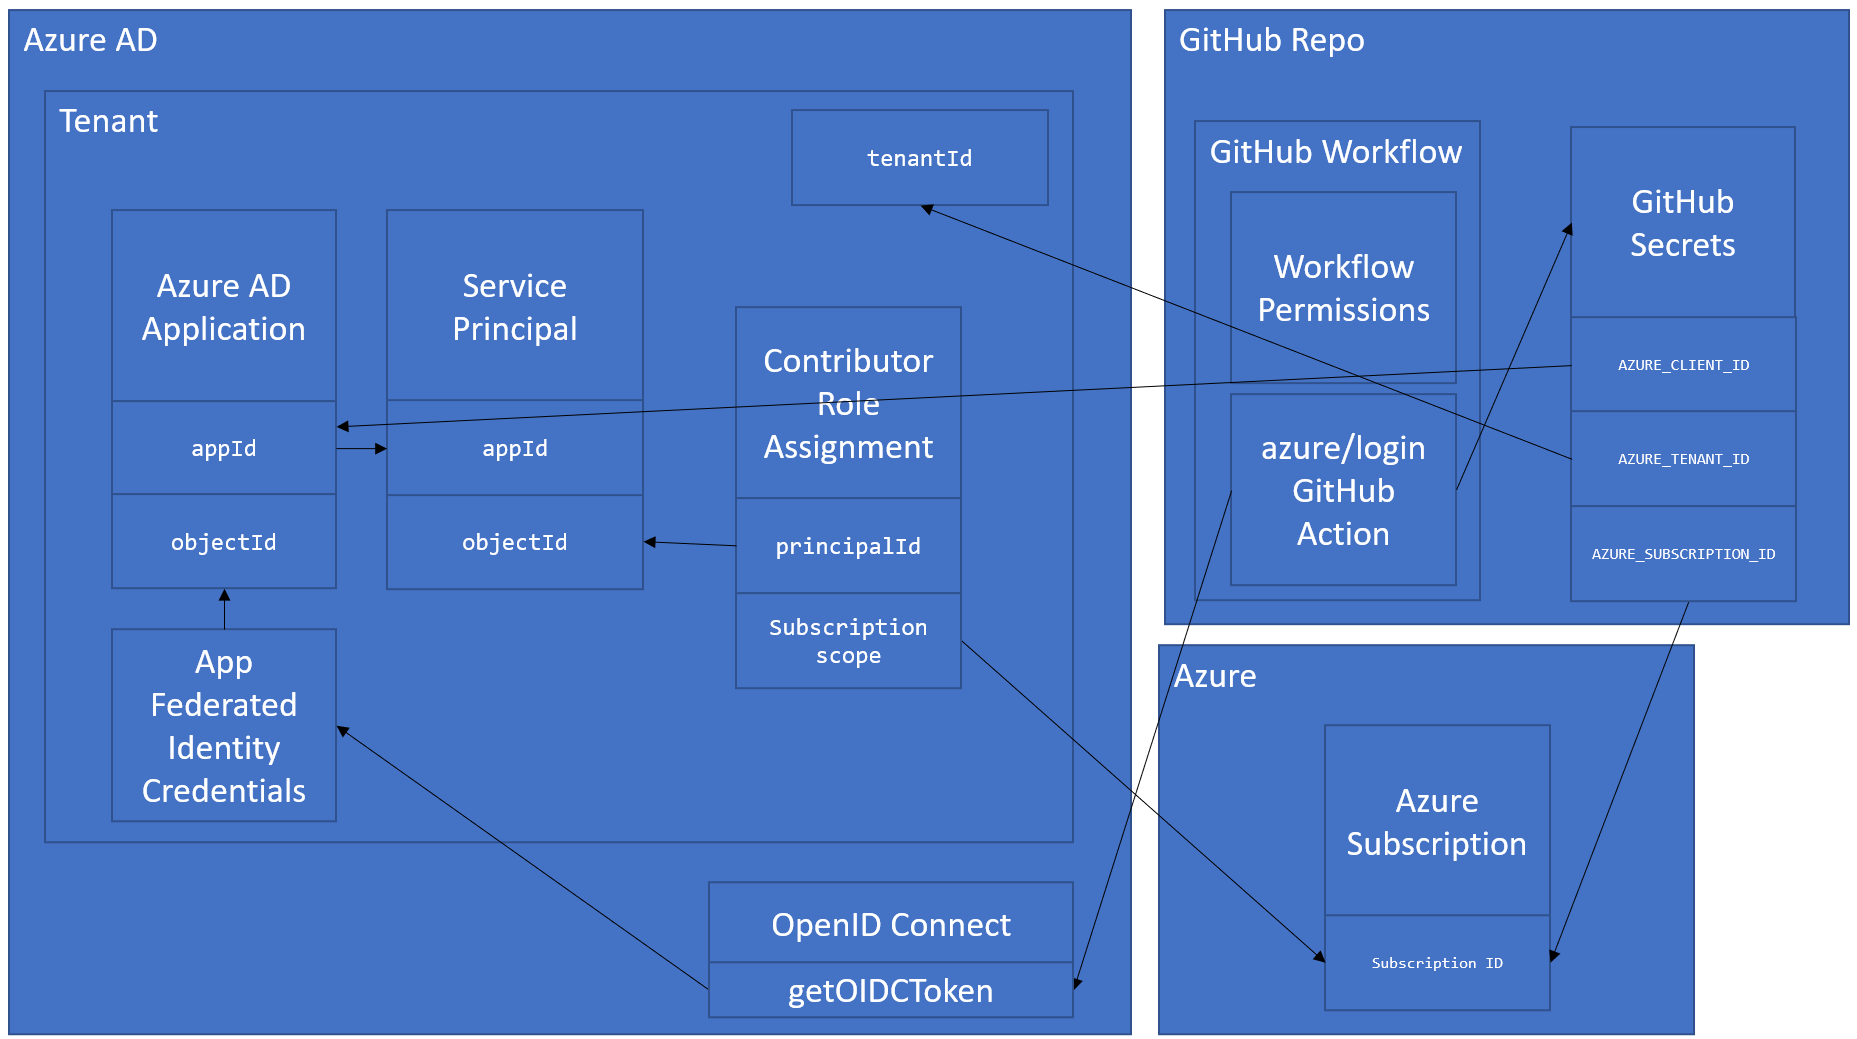 Azure AD
Tenant
tenantId
Azure AD
Application
appId
objectId
Service
Principal
appId
objectId
Contributor
Role
Assignment
principalId
Subscription
scope
App
Federated
Identity
Credentials
OpenID Connect
getOIDCToken
GitHub Repo
GitHub Workflow
Workflow
Permissions
azure/login
GitHub
Action
GitHub
Secrets
AZURE_CLIENT_ID
AZURE_TENANT_ID
AZURE_SUBSCRIPTION_ID
Azure
Azure
Subscription
Subscription ID